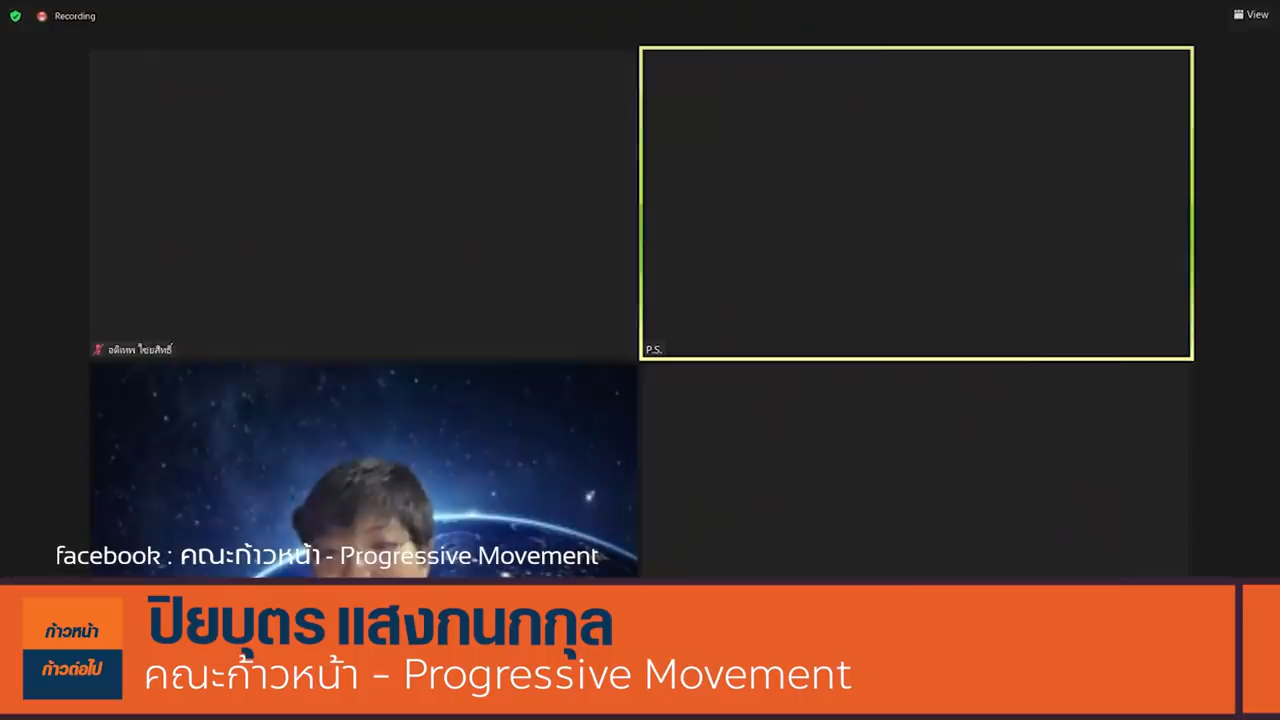 Recording
View
อติเทพ ไชยสิทธิ์
P.S.
facebook : คณะก้าวหน้า - Progressive Movement
ก้าวหน้า
ก้าวต่อไป
ปิยบุตร แสงกนกกุล
คณะก้าวหน้า - Progressive Movement